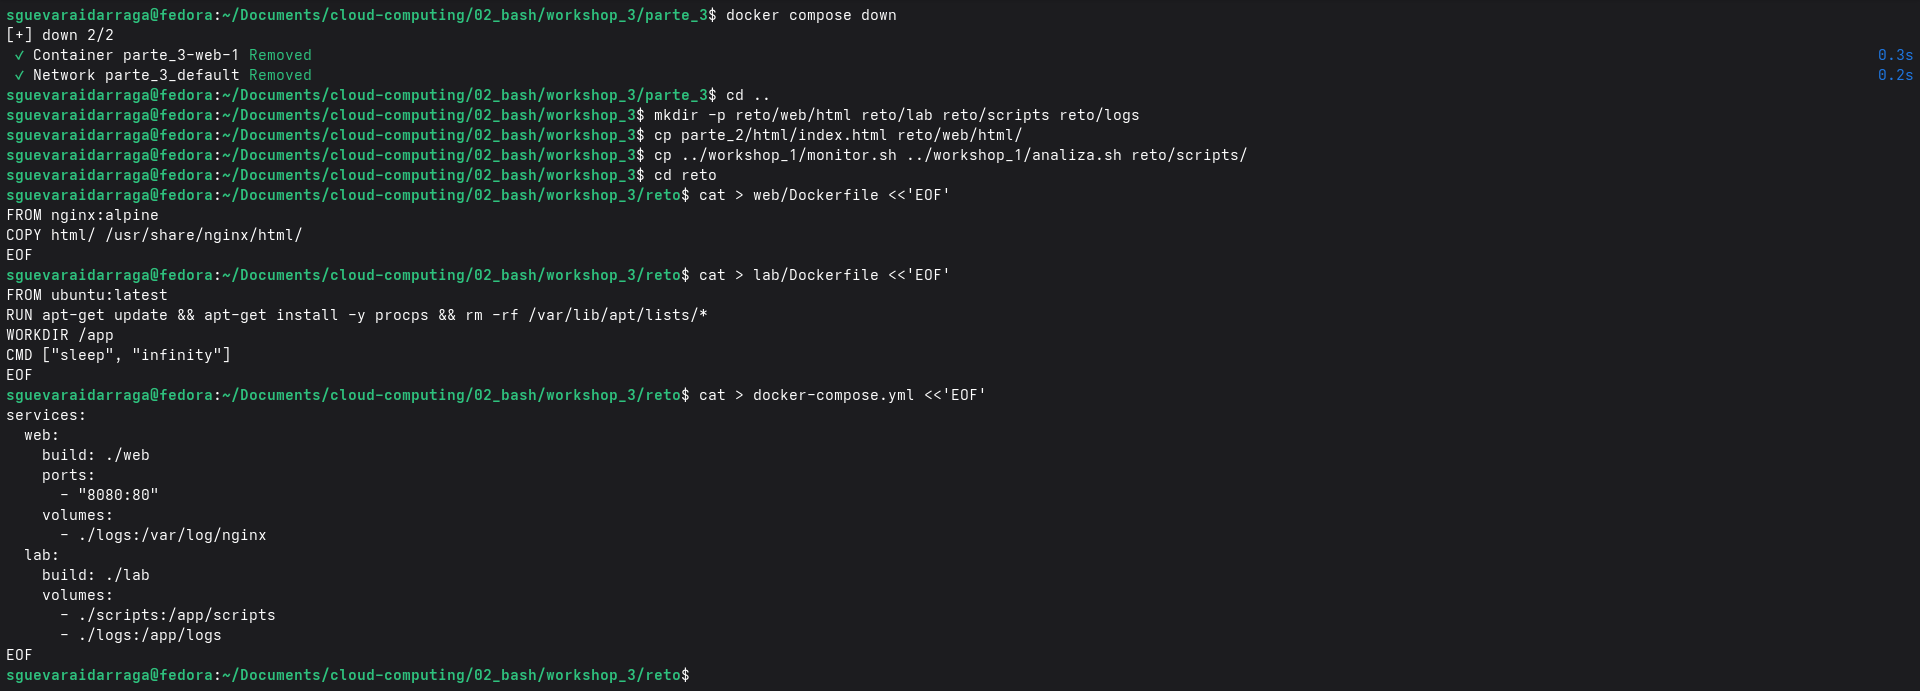 sguevaraidarraga@fedora:~/Documents/cloud-computing/02_bash/workshop_3/parte_3$ docker compose down
[+] down 2/2
 ✓ Container parte_3-web-1 Removed 0.3s
 ✓ Network parte_3_default Removed 0.2s
sguevaraidarraga@fedora:~/Documents/cloud-computing/02_bash/workshop_3/parte_3$ cd ..
sguevaraidarraga@fedora:~/Documents/cloud-computing/02_bash/workshop_3$ mkdir -p reto/web/html reto/lab reto/scripts reto/logs
sguevaraidarraga@fedora:~/Documents/cloud-computing/02_bash/workshop_3$ cp parte_2/html/index.html reto/web/html/
sguevaraidarraga@fedora:~/Documents/cloud-computing/02_bash/workshop_3$ cp ../workshop_1/monitor.sh ../workshop_1/analiza.sh reto/scripts/
sguevaraidarraga@fedora:~/Documents/cloud-computing/02_bash/workshop_3$ cd reto
sguevaraidarraga@fedora:~/Documents/cloud-computing/02_bash/workshop_3/reto$ cat > web/Dockerfile <<'EOF'
FROM nginx:alpine
COPY html/ /usr/share/nginx/html/
EOF
sguevaraidarraga@fedora:~/Documents/cloud-computing/02_bash/workshop_3/reto$ cat > lab/Dockerfile <<'EOF'
FROM ubuntu:latest
RUN apt-get update && apt-get install -y procps && rm -rf /var/lib/apt/lists/*
WORKDIR /app
CMD ["sleep", "infinity"]
EOF
sguevaraidarraga@fedora:~/Documents/cloud-computing/02_bash/workshop_3/reto$ cat > docker-compose.yml <<'EOF'
services:
  web:
    build: ./web
    ports:
      - "8080:80"
    volumes:
      - ./logs:/var/log/nginx
  lab:
    build: ./lab
    volumes:
      - ./scripts:/app/scripts
      - ./logs:/app/logs
EOF
sguevaraidarraga@fedora:~/Documents/cloud-computing/02_bash/workshop_3/reto$